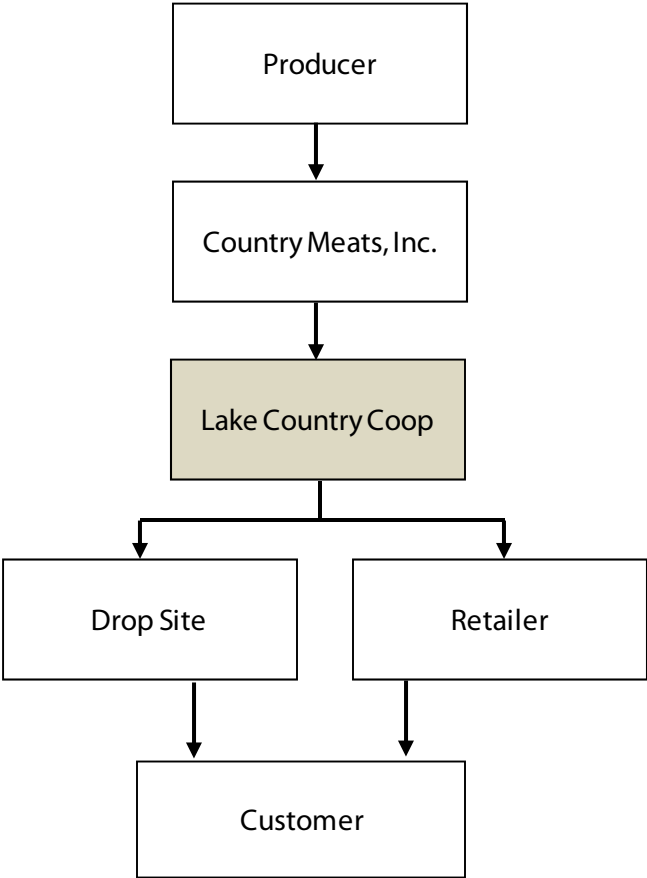 Producer
Country Meats, Inc.
Lake Country Coop
Drop Site
Retailer
Customer